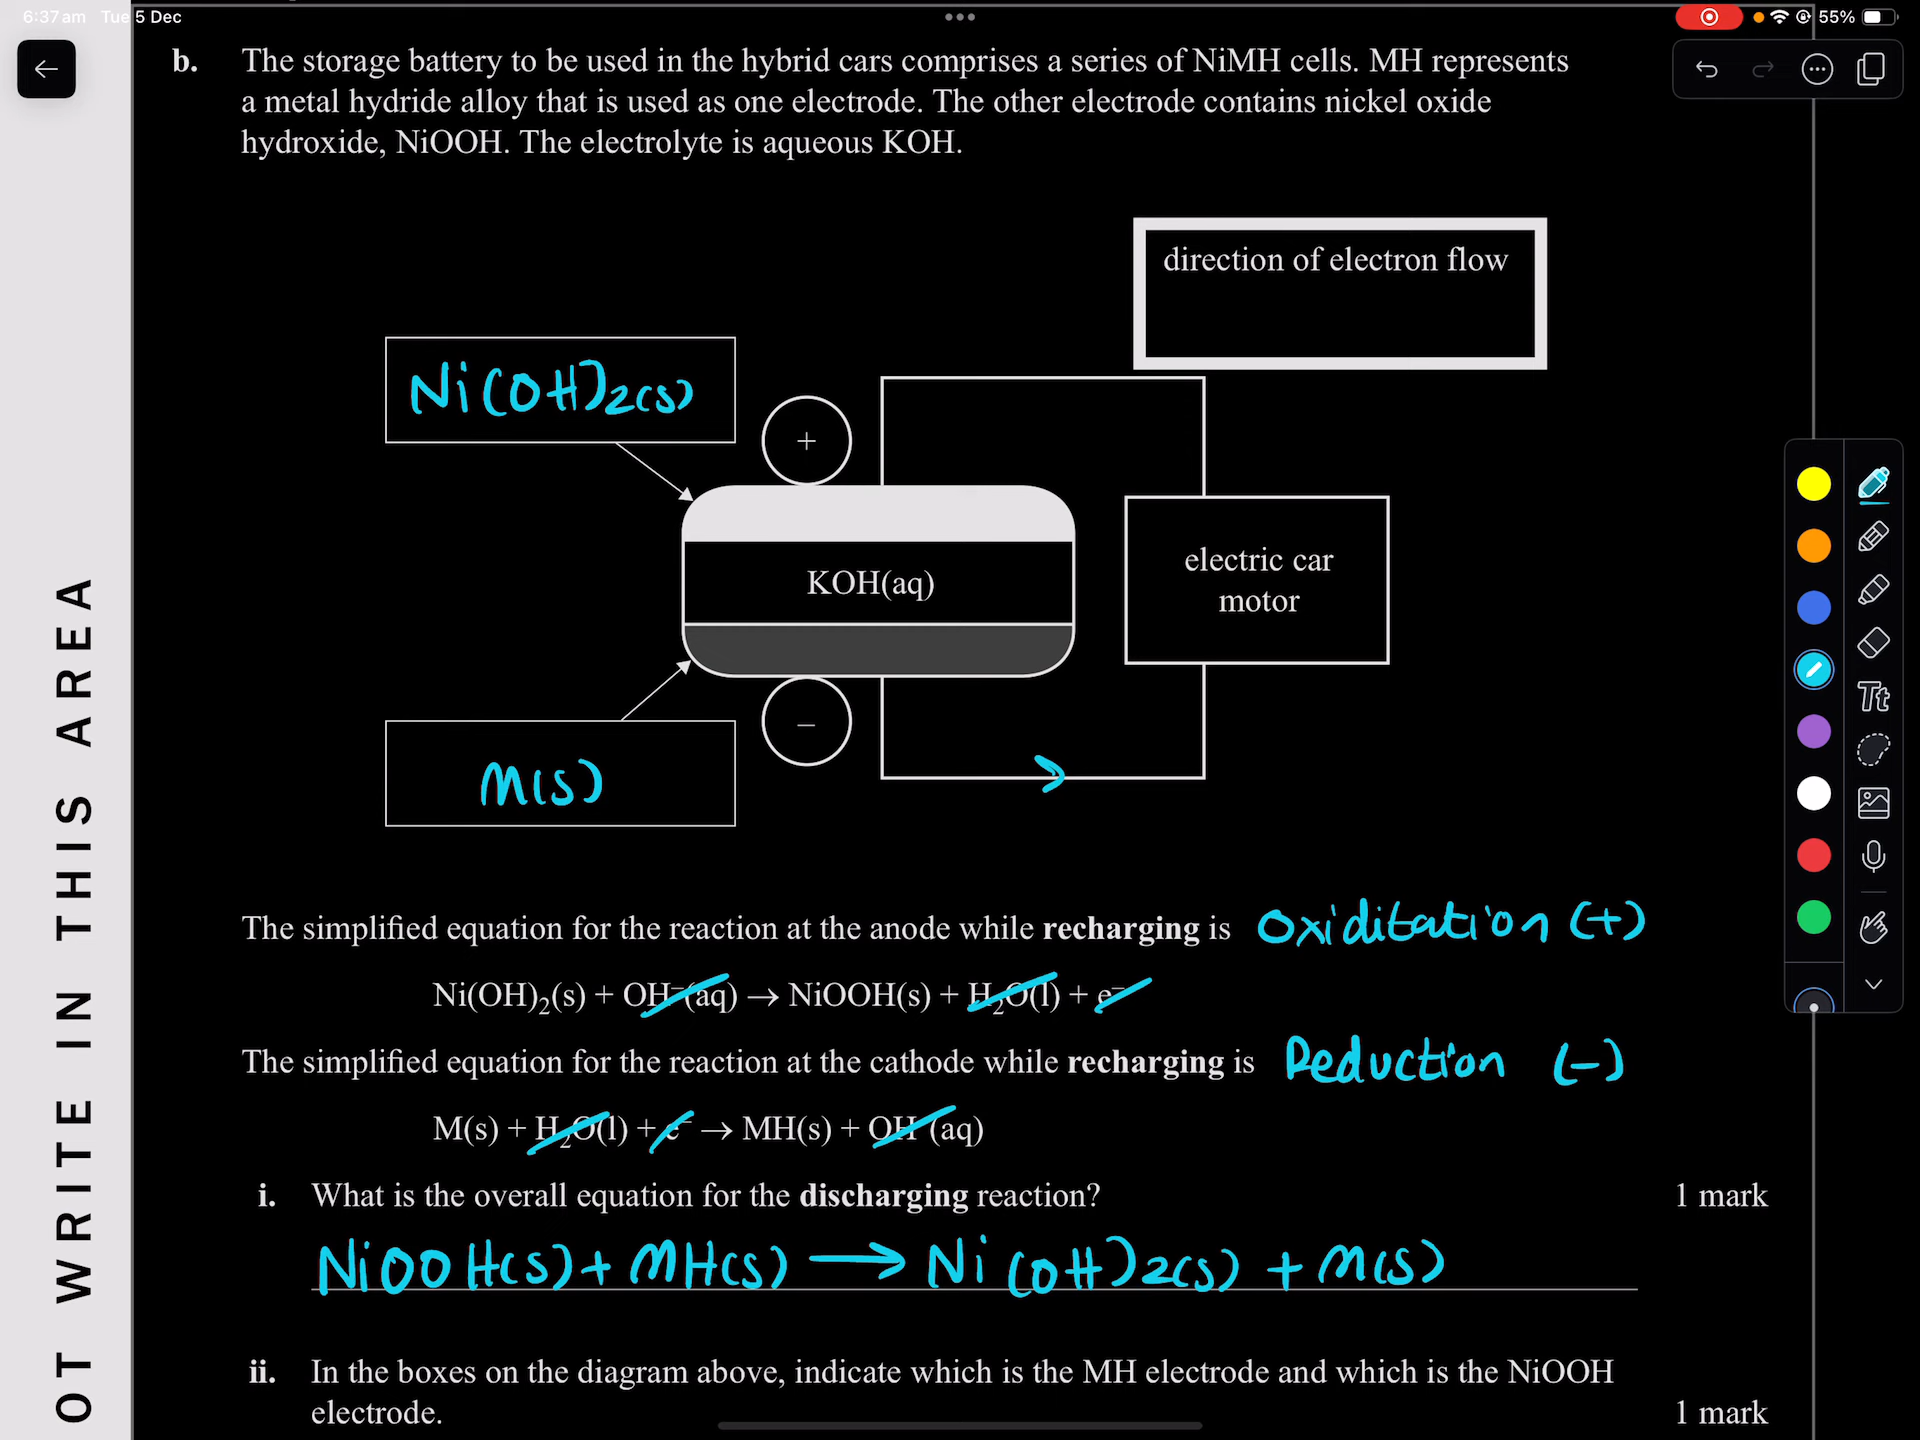 6:37am Tue 5 Dec
55%
b. The storage battery to be used in the hybrid cars comprises a series of NiMH cells. MH represents
a metal hydride alloy that is used as one electrode. The other electrode contains nickel oxide
hydroxide, NiOOH. The electrolyte is aqueous KOH.
direction of electron flow
Ni(OH)2(s)
+
KOH(aq)
electric car
motor
–
M(s)
Tt
The simplified equation for the reaction at the anode while recharging is Oxiditation (+)
Ni(OH)₂(s) + OH⁻(aq) → NiOOH(s) + H₂O(l) + e⁻
The simplified equation for the reaction at the cathode while recharging is Reduction (-)
M(s) + H₂O(l) + e⁻ → MH(s) + OH⁻(aq)
i. What is the overall equation for the discharging reaction? 1 mark
NiOOH(s) + MH(s) → Ni(OH)2(s) + M(s)
ii. In the boxes on the diagram above, indicate which is the MH electrode and which is the NiOOH
electrode. 1 mark
OT WRITE IN THIS AREA